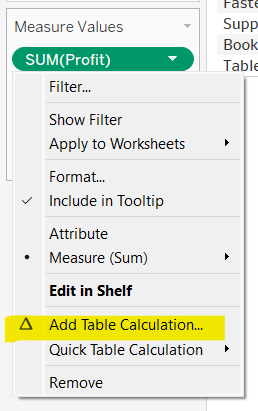 Measure Values
Faste
Supp
Book
Table
SUM(Profit)
Filter...
Show Filter
Apply to Worksheets
Format...
Include in Tooltip
Attribute
Measure (Sum)
Edit in Shelf
Add Table Calculation...
Quick Table Calculation
Remove